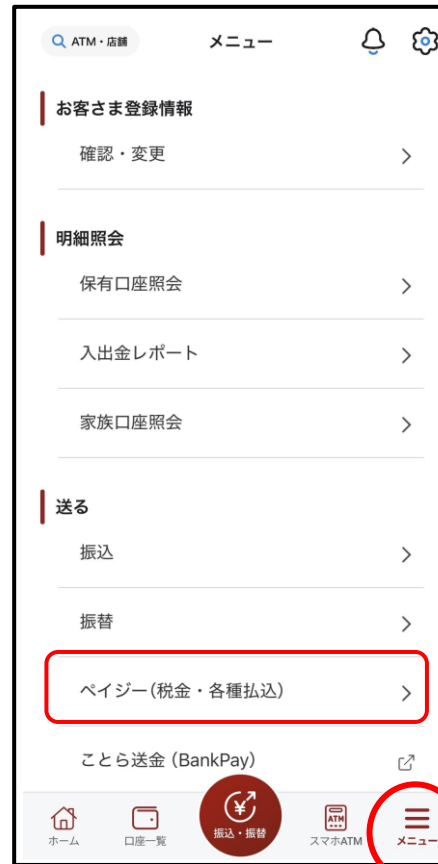 ATM・店舗
メニュー
お客さま登録情報
確認・変更
明細照会
保有口座照会
入出金レポート
家族口座照会
送る
振込
振替
ペイジー(税金・各種払込)
ことら送金 (BankPay)
ホーム
口座一覧
振込・振替
ATM
スマホATM
メニュー